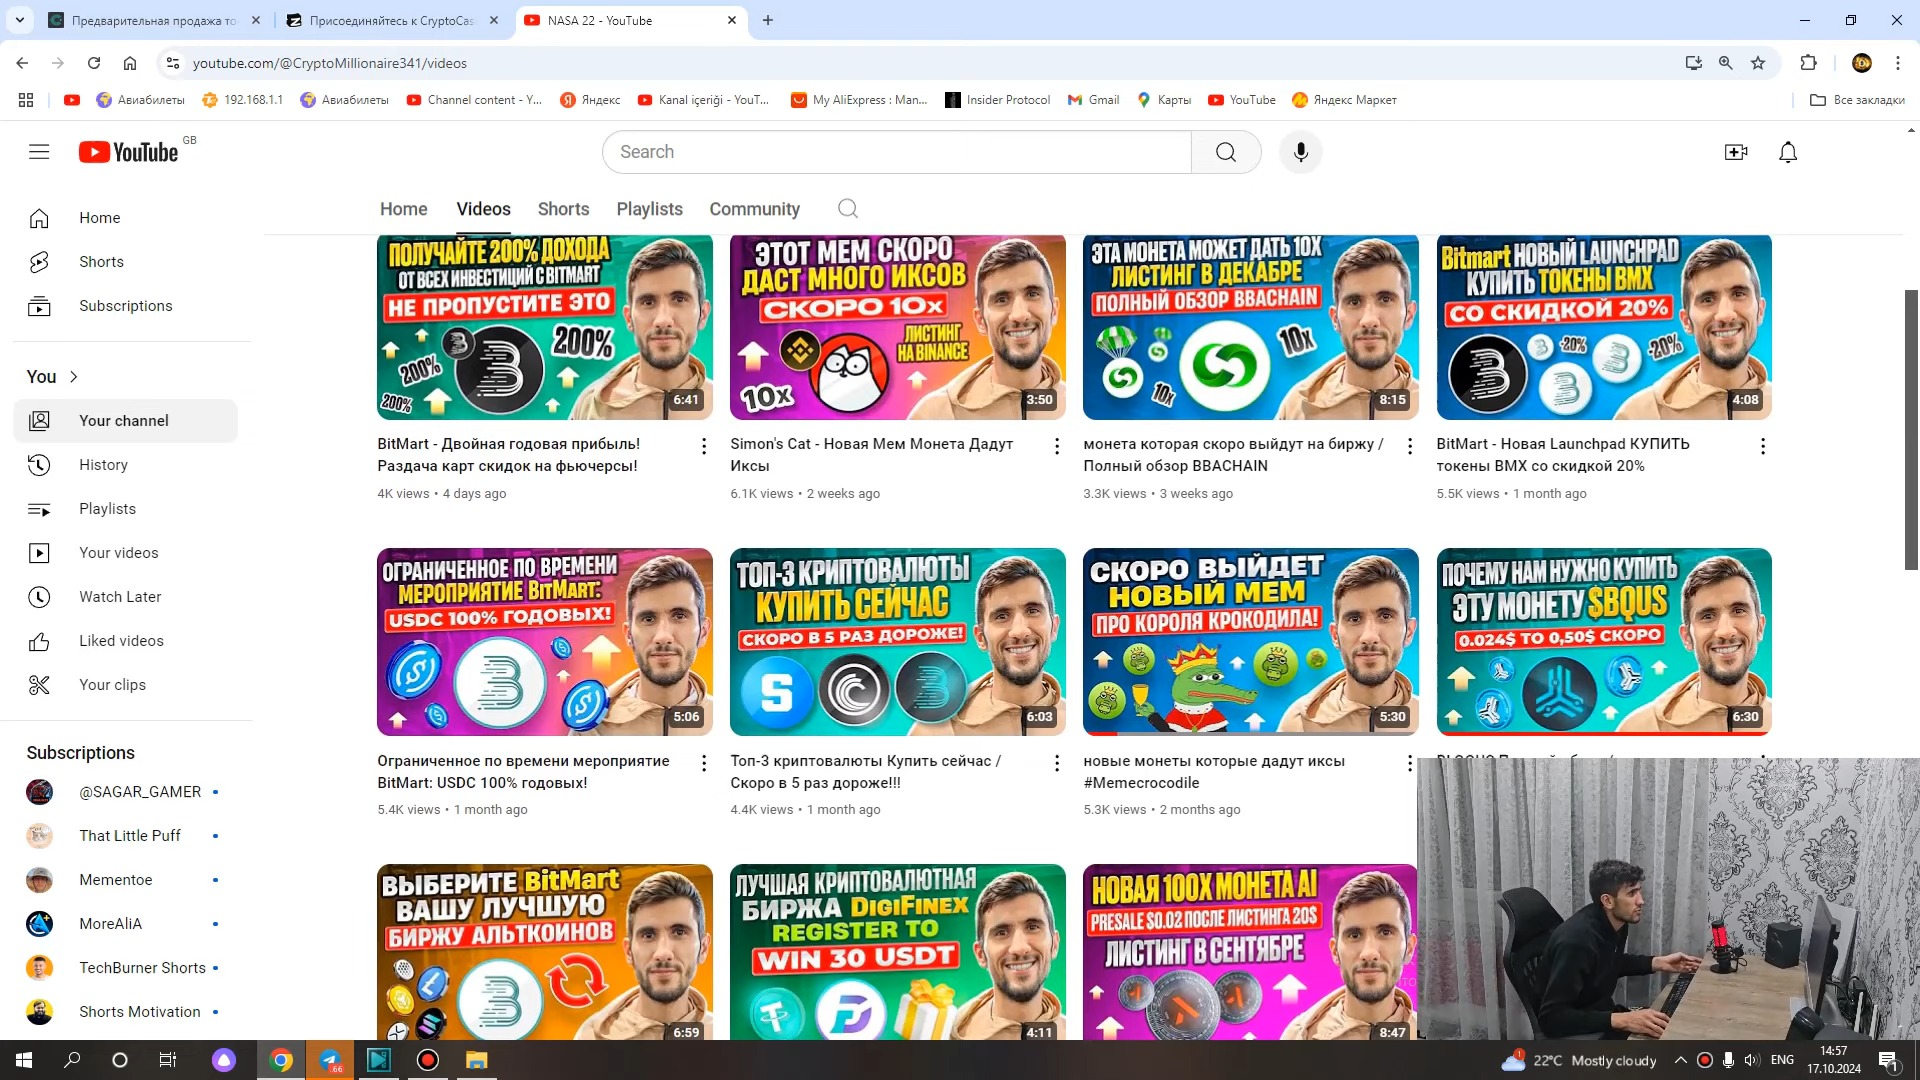 Предварительная продажа то
Присоединяйтесь к CryptoCas
NASA 22 - YouTube
youtube.com/@CryptoMillionaire341/videos
Авиабилеты
192.168.1.1
Авиабилеты
Channel content - Y...
Яндекс
Kanal içeriği - YouT...
My AliExpress : Man...
Insider Protocol
Gmail
Карты
YouTube
Яндекс Маркет
Все закладки
YouTube
GB
Search
Home
Videos
Shorts
Playlists
Community
Home
Shorts
Subscriptions
You
Your channel
History
Playlists
Your videos
Watch Later
Liked videos
Your clips
Subscriptions
@SAGAR_GAMER
That Little Puff
Mementoe
MoreAliA
TechBurner Shorts
Shorts Motivation
ПОЛУЧАЙТЕ 200% ДОХОДА
ОТ ВСЕХ ИНВЕСТИЦИЙ С BITMART
НЕ ПРОПУСТИТЕ ЭТО
200%
200%
200%
6:41
BitMart - Двойная годовая прибыль!
Раздача карт скидок на фьючерсы!
4K views • 4 days ago
ЭТОТ МЕМ СКОРО
ДАСТ МНОГО ИКСОВ
СКОРО 10x
ЛИСТИНГ
НА BINANCE
10x
3:50
Simon's Cat - Новая Мем Монета Дадут
Иксы
6.1K views • 2 weeks ago
ЭТА МОНЕТА МОЖЕТ ДАТЬ 10X
ЛИСТИНГ В ДЕКАБРЕ
ПОЛНЫЙ ОБЗОР BBACHAIN
10x
10x
8:15
монета которая скоро выйдут на биржу /
Полный обзор BBACHAIN
3.3K views • 3 weeks ago
Bitmart НОВЫЙ LAUNCHPAD
КУПИТЬ ТОКЕНЫ BMX
СО СКИДКОЙ 20%
-20%
-20%
4:08
BitMart - Новая Launchpad КУПИТЬ
токены BMX со скидкой 20%
5.5K views • 1 month ago
ОГРАНИЧЕННОЕ ПО ВРЕМЕНИ
МЕРОПРИЯТИЕ BITMART:
USDC 100% ГОДОВЫХ!
5:06
Ограниченное по времени мероприятие
BitMart: USDC 100% годовых!
5.4K views • 1 month ago
ТОП-3 КРИПТОВАЛЮТЫ
КУПИТЬ СЕЙЧАС
СКОРО В 5 РАЗ ДОРОЖЕ!
6:03
Топ-3 криптовалюты Купить сейчас /
Скоро в 5 раз дороже!!!
4.4K views • 1 month ago
СКОРО ВЫЙДЕТ
НОВЫЙ МЕМ
ПРО КОРОЛЯ КРОКОДИЛА!
5:30
новые монеты которые дадут иксы
#Memecrocodile
5.3K views • 2 months ago
ПОЧЕМУ НАМ НУЖНО КУПИТЬ
ЭТУ МОНЕТУ $BQUS
0.024$ ТО 0,50$ СКОРО
6:30
ВЫБЕРИТЕ BitMart
ВАШУ ЛУЧШУЮ
БИРЖУ АЛЬТКОИНОВ
6:59
ЛУЧШАЯ КРИПТОВАЛЮТНАЯ
БИРЖА DIGIFINEX
REGISTER TO
WIN 30 USDT
4:11
НОВАЯ 100X МОНЕТА AI
PRESALE $0.02 ПОСЛЕ ЛИСТИНГА 20$
ЛИСТИНГ В СЕНТЯБРЕ
8:47
66
1
22°C Mostly cloudy
ENG
14:57
17.10.2024
1